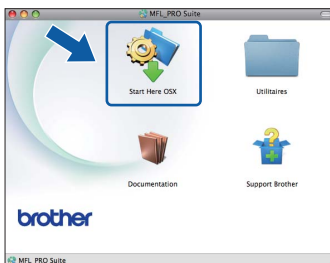 MFL_PRO Suite
Start Here OSX
Utilitaires
Documentation
Support Brother
brother
MFL_PRO Suite